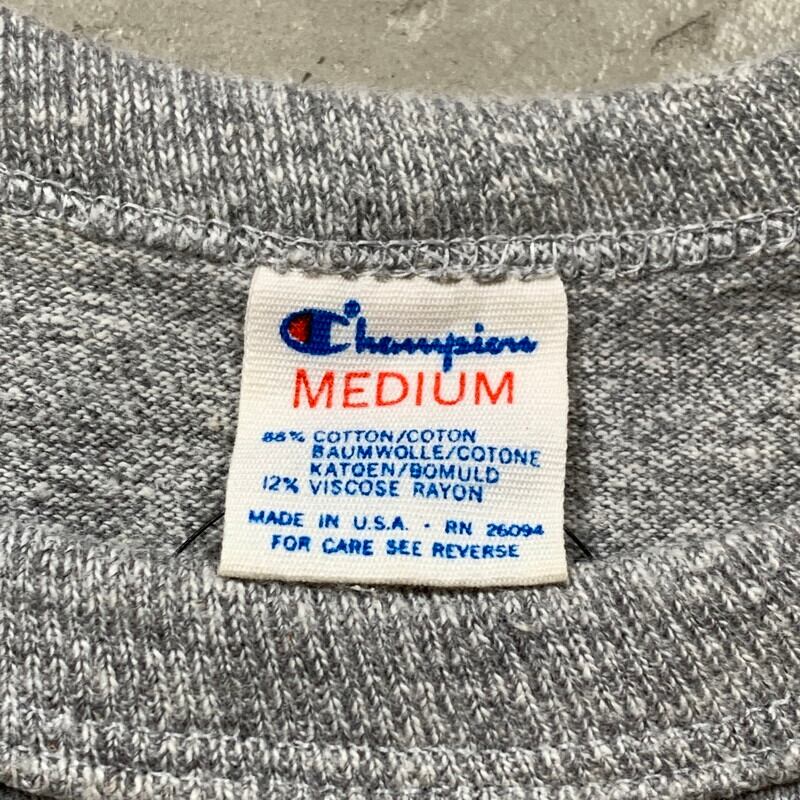 Champion
MEDIUM
88% COTTON/COTON
BAUMWOLLE/COTONE
KATOEN/BOMULD
12% VISCOSE RAYON
MADE IN U.S.A. · RN 26094
FOR CARE SEE REVERSE